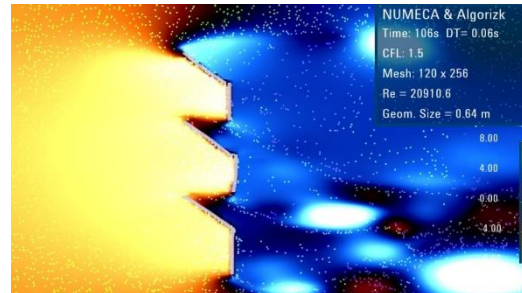 NUMECA & Algorizk
Time: 106s DT= 0.06s
CFL: 1.5
Mesh: 120 x 256
Re = 20910.6
Geom. Size = 0.64 m
8.00
4.00
0.00
4.00